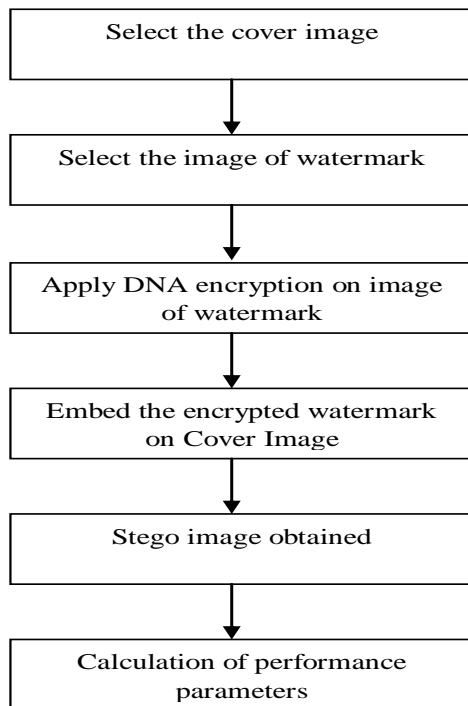 Select the cover image
Select the image of watermark
Apply DNA encryption on image
of watermark
Embed the encrypted watermark
on Cover Image
Stego image obtained
Calculation of performance
parameters